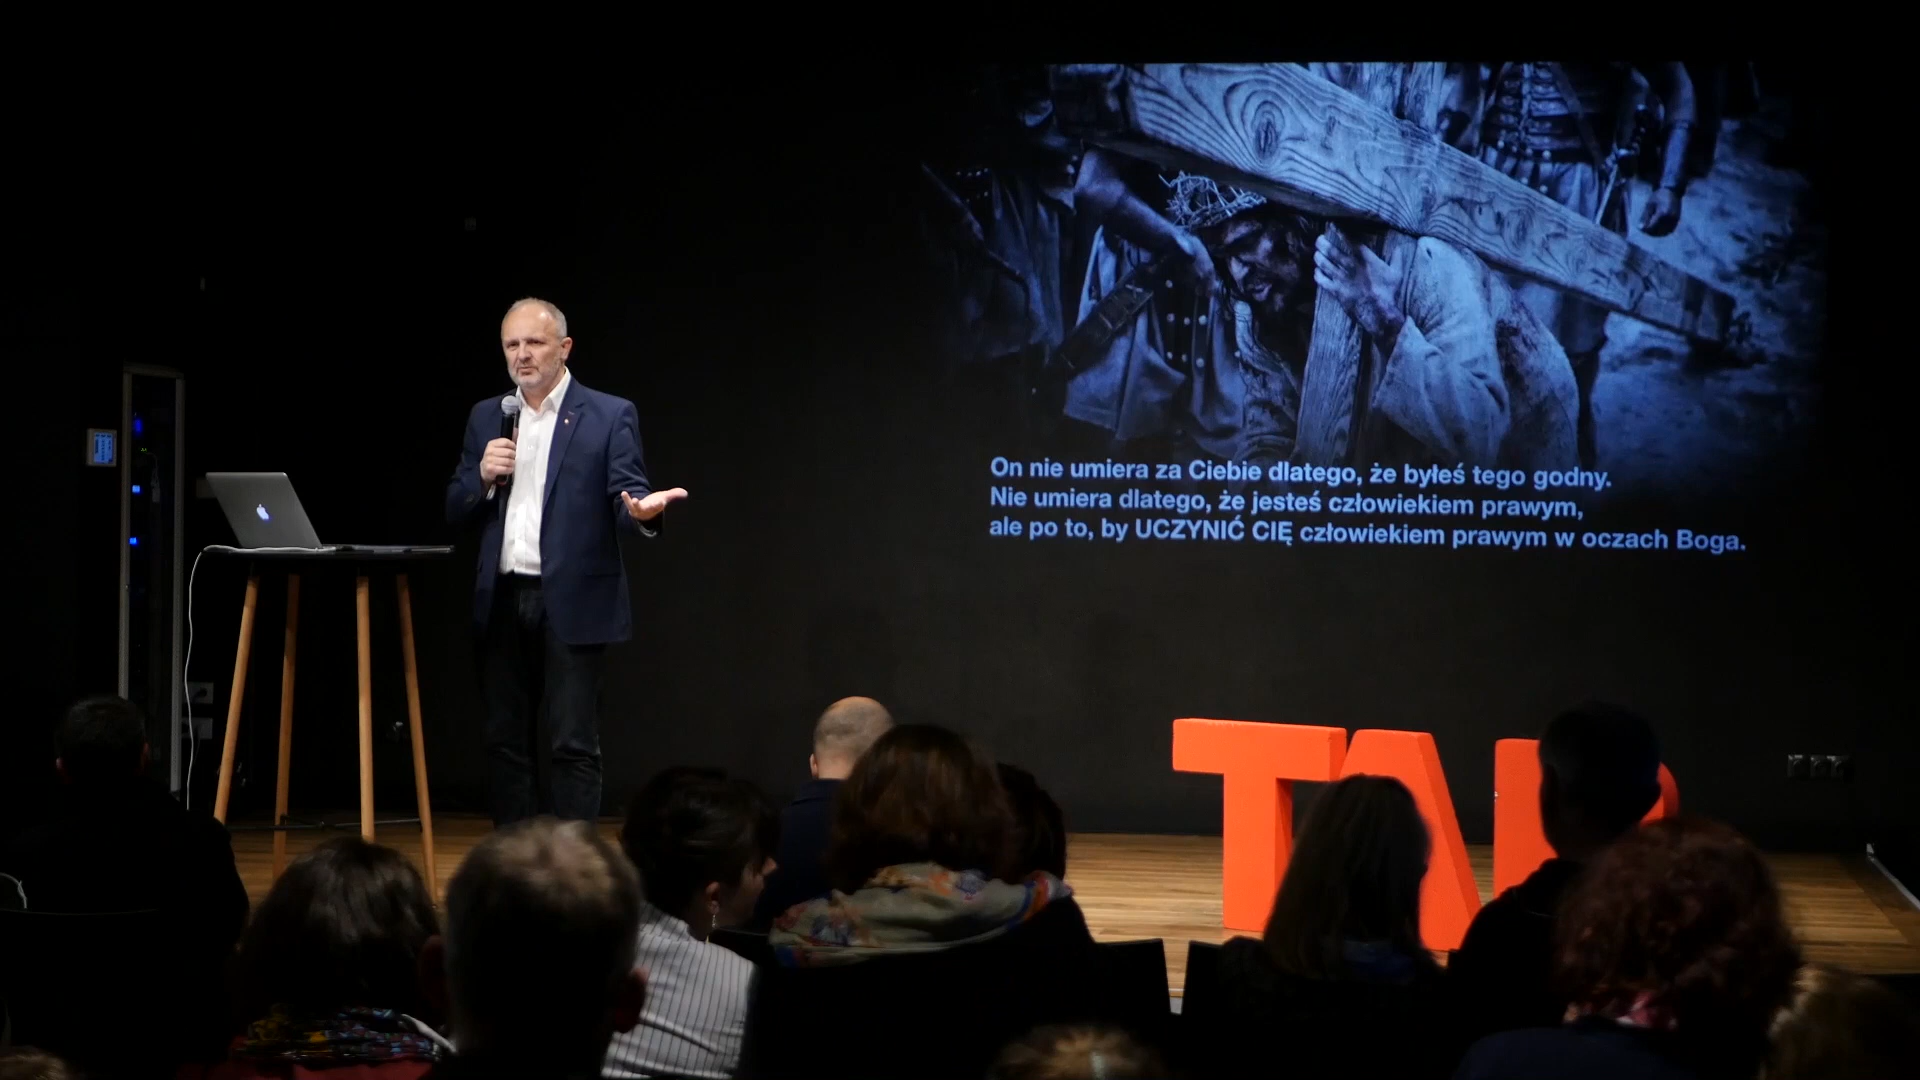 On nie umiera za Ciebie dlatego, że byłeś tego godny.
Nie umiera dlatego, że jesteś człowiekiem prawym,
ale po to, by UCZYNIĆ CIĘ człowiekiem prawym w oczach Boga.